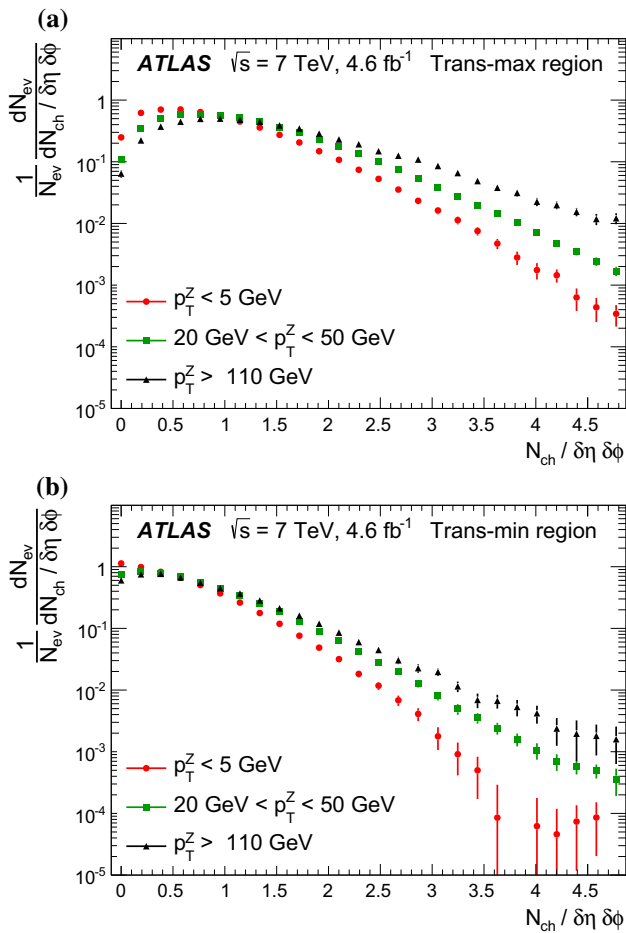 (a)
ATLAS √s = 7 TeV, 4.6 fb⁻¹ Trans-max region
1/N_ev dN_ev/dN_ch / δη δϕ
1
10⁻¹
10⁻²
10⁻³
10⁻⁴
10⁻⁵
p_T^Z < 5 GeV
20 GeV < p_T^Z < 50 GeV
p_T^Z > 110 GeV
0 0.5 1 1.5 2 2.5 3 3.5 4 4.5
N_ch / δη δϕ
(b)
ATLAS √s = 7 TeV, 4.6 fb⁻¹ Trans-min region
1/N_ev dN_ev/dN_ch / δη δϕ
1
10⁻¹
10⁻²
10⁻³
10⁻⁴
10⁻⁵
p_T^Z < 5 GeV
20 GeV < p_T^Z < 50 GeV
p_T^Z > 110 GeV
0 0.5 1 1.5 2 2.5 3 3.5 4 4.5
N_ch / δη δϕ